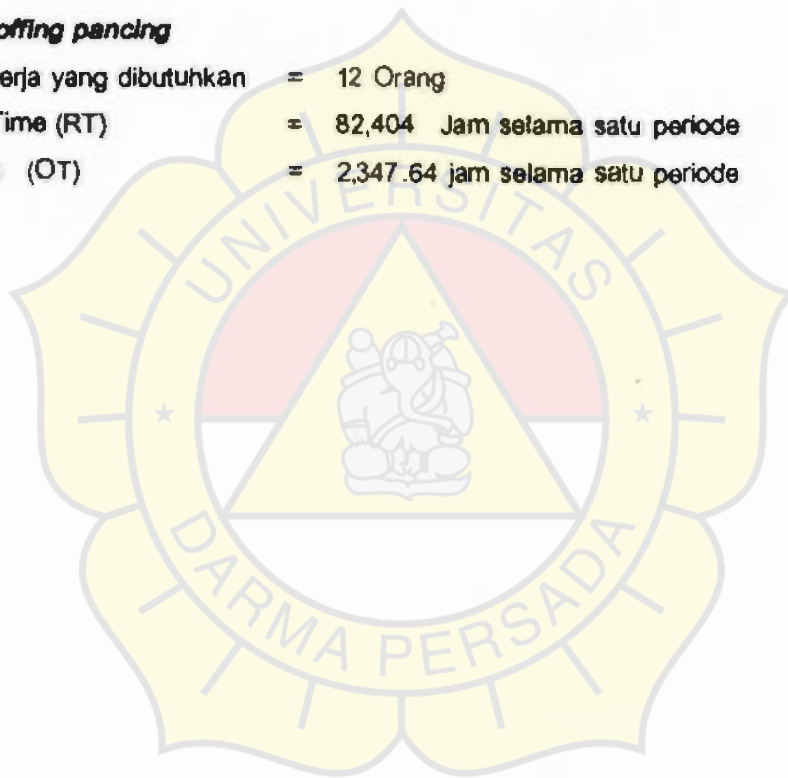 offing pancing
erja yang dibutuhkan = 12 Orang
Time (RT) = 82,404 Jam selama satu periode
(OT) = 2,347.64 jam selama satu periode
UNIVERSITAS
DARMA PERSADA